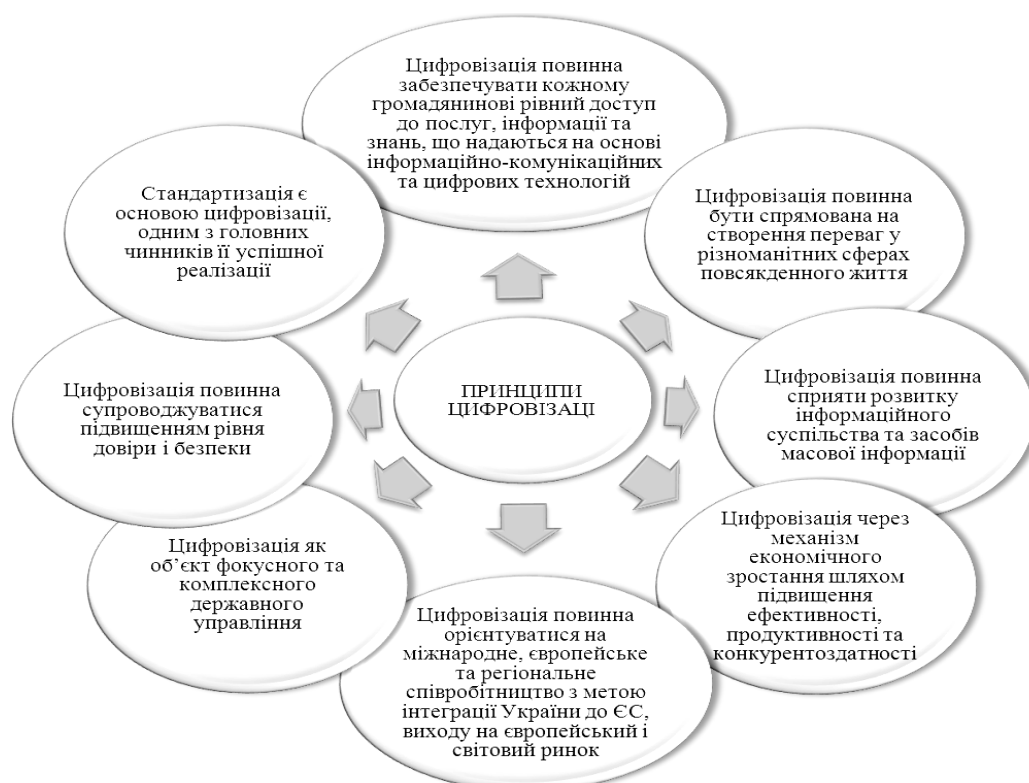 Цифровізація повинна
забезпечувати кожному
громадянинові рівний доступ
до послуг, інформації та
знань, що надаються на основі
інформаційно-комунікаційних
та цифрових технологій
Цифровізація повинна
бути спрямована на
створення переваг у
різноманітних сферах
повсякденного життя
Цифровізація повинна
сприяти розвитку
інформаційного
суспільства та засобів
масової інформації
Цифровізація через
механізм
економічного
зростання шляхом
підвищення
ефективності,
продуктивності та
конкурентоздатності
Цифровізація повинна
орієнтуватися на
міжнародне, європейське
та регіональне
співробітництво з метою
інтеграції України до ЄС,
виходу на європейський і
світовий ринок
Цифровізація як
об’єкт фокусного та
комплексного
державного
управління
Цифровізація повинна
супроводжуватися
підвищенням рівня
довіри і безпеки
Стандартизація є
основою цифровізації,
одним з головних
чинників її успішної
реалізації
ПРИНЦИПИ
ЦИФРОВІЗАЦІ